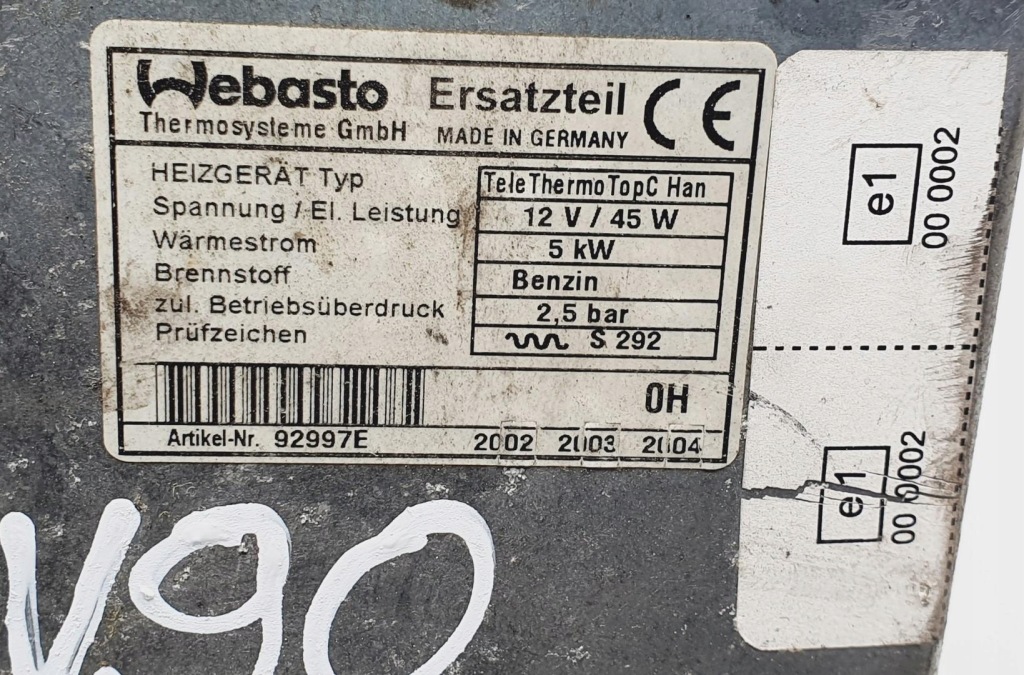 Webasto Ersatzteil CE
Thermosysteme GmbH MADE IN GERMANY
HEIZGERÄT Typ TeleThermoTopC Han
Spannung / El. Leistung 12 V / 45 W
Wärmestrom 5 kW
Brennstoff Benzin
zul. Betriebsüberdruck 2,5 bar
Prüfzeichen S 292
0H
Artikel-Nr. 92997E 2002 2003 2004
e1
00 0002
e1
00 0002
V.90